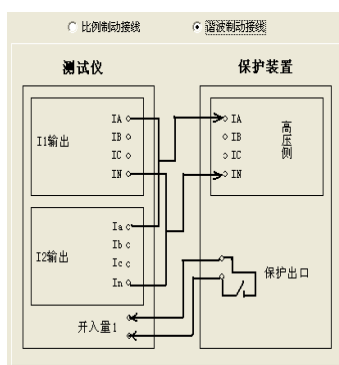 比例制动接线 谐波制动接线
测试仪 保护装置
I1输出
IA
IB
IC
IN
I2输出
Ia
Ib
Ic
In
开入量1
IA
IB
IC
IN
高压侧
保护出口